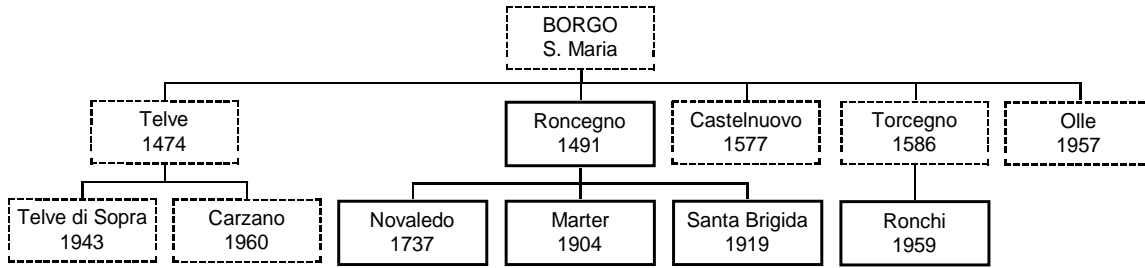 BORGO
S. Maria
Telve
1474
Roncegno
1491
Castelnuovo
1577
Torcegno
1586
Olle
1957
Telve di Sopra
1943
Carzano
1960
Novaledo
1737
Marter
1904
Santa Brigida
1919
Ronchi
1959